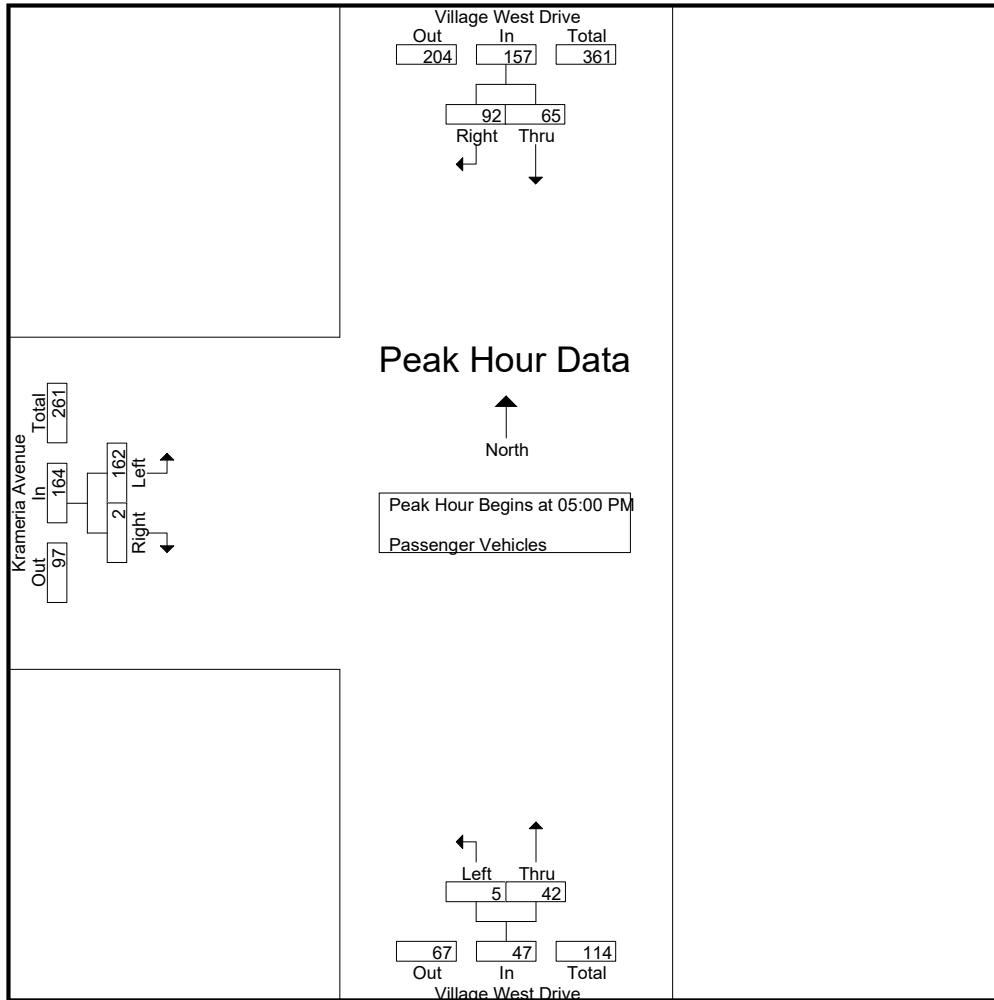 Village West Drive
Out In Total
204 157 361
92 65
Right Thru
Peak Hour Data
North
Peak Hour Begins at 05:00 PM
Passenger Vehicles
Krameria Avenue
Out In Total
97 164 261
Right Left
2 162
Left Thru
5 42
67 47 114
Out In Total
Village West Drive